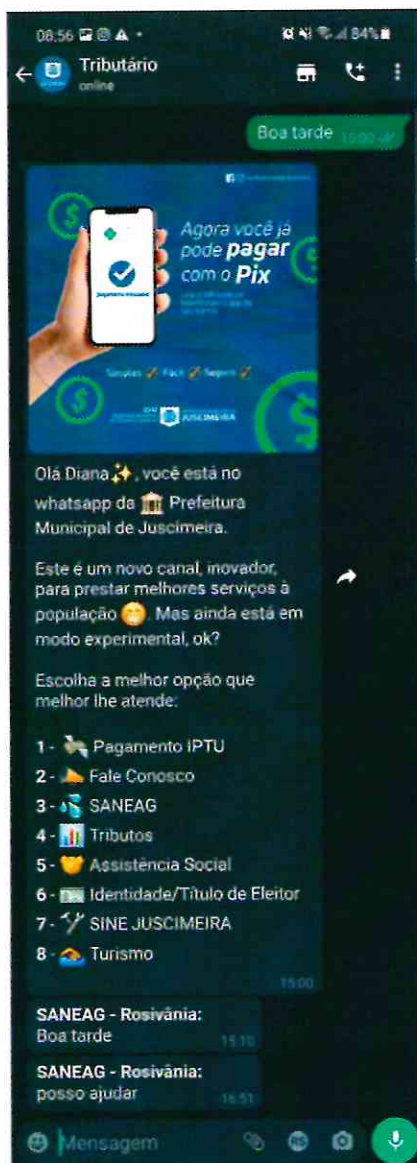 08:56
84%
Tributário
online
Boa tarde 15:00
Agora você já
pode pagar
com o Pix
Simples Fácil Seguro
JUSCIMEIRA
Olá Diana✨, você está no
whatsapp da 🏛️ Prefeitura
Municipal de Juscimeira.
Este é um novo canal, inovador,
para prestar melhores serviços à
população 😁. Mas ainda está em
modo experimental, ok?
Escolha a melhor opção que
melhor lhe atende:
1 - 💸 Pagamento IPTU
2 - 📣 Fale Conosco
3 - 💦 SANEAG
4 - 📊 Tributos
5 - 🤝 Assistência Social
6 - 🪪 Identidade/Título de Eleitor
7 - 🛠️ SINE JUSCIMEIRA
8 - 🏊 Turismo
15:00
SANEAG - Rosivânia:
Boa tarde 15:10
SANEAG - Rosivânia:
posso ajudar 16:51
Mensagem